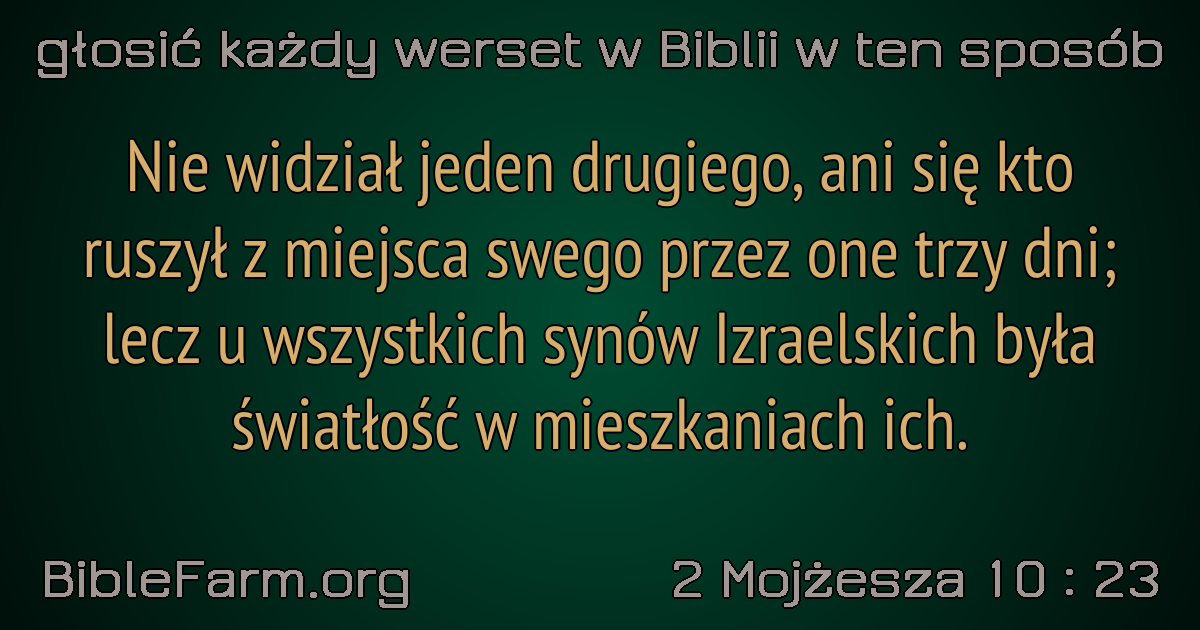 głosić każdy werset w Biblii w ten sposób
Nie widział jeden drugiego, ani się kto
ruszył z miejsca swego przez one trzy dni;
lecz u wszystkich synów Izraelskich była
światłość w mieszkaniach ich.
BibleFarm.org
2 Mojżesza 10 : 23